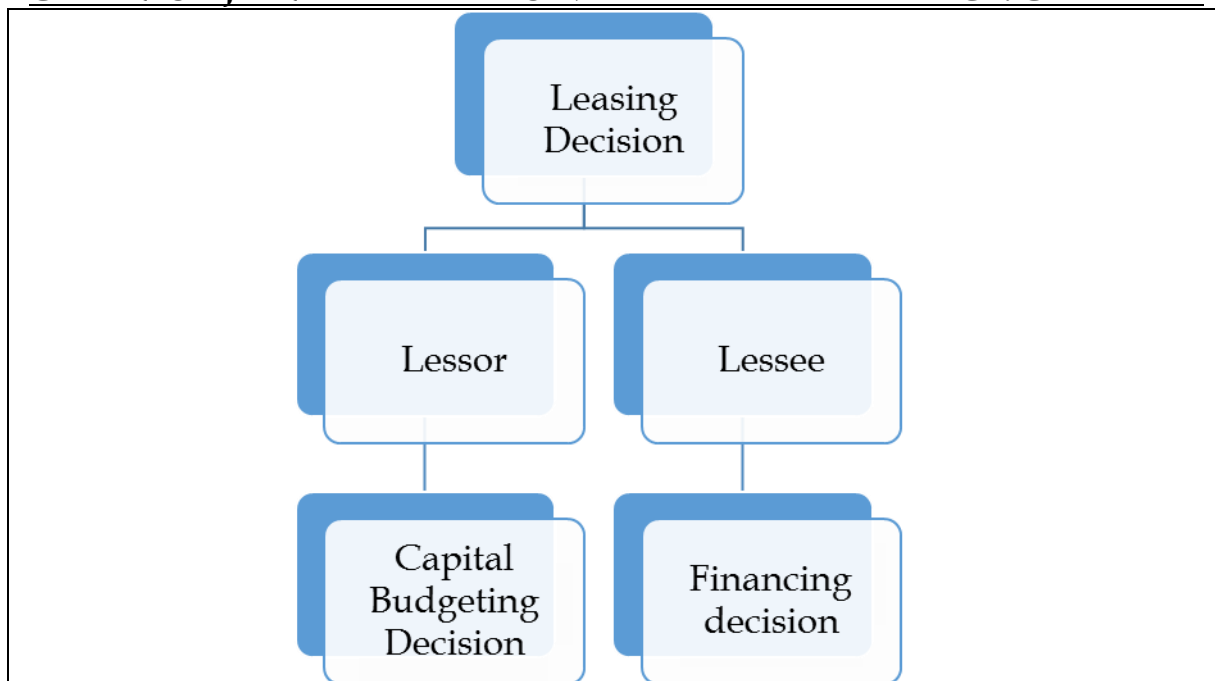 Leasing
Decision
Lessor
Lessee
Capital
Budgeting
Decision
Financing
decision